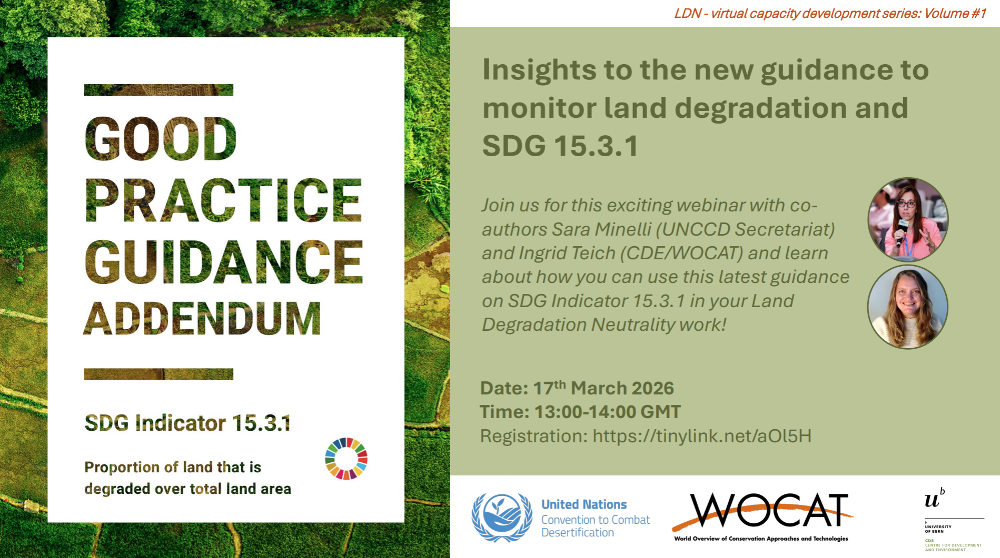 GOOD
PRACTICE
GUIDANCE
ADDENDUM
SDG Indicator 15.3.1
Proportion of land that is
degraded over total land area
LDN - virtual capacity development series: Volume #1
Insights to the new guidance to
monitor land degradation and
SDG 15.3.1
Join us for this exciting webinar with co-
authors Sara Minelli (UNCCD Secretariat)
and Ingrid Teich (CDE/WOCAT) and learn
about how you can use this latest guidance
on SDG Indicator 15.3.1 in your Land
Degradation Neutrality work!
Date: 17th March 2026
Time: 13:00-14:00 GMT
Registration: https://tinylink.net/aOl5H
United Nations
Convention to Combat
Desertification
WOCAT
World Overview of Conservation Approaches and Technologies
u b
b
UNIVERSITY
OF BERN
CDE
CENTRE FOR DEVELOPMENT
AND ENVIRONMENT